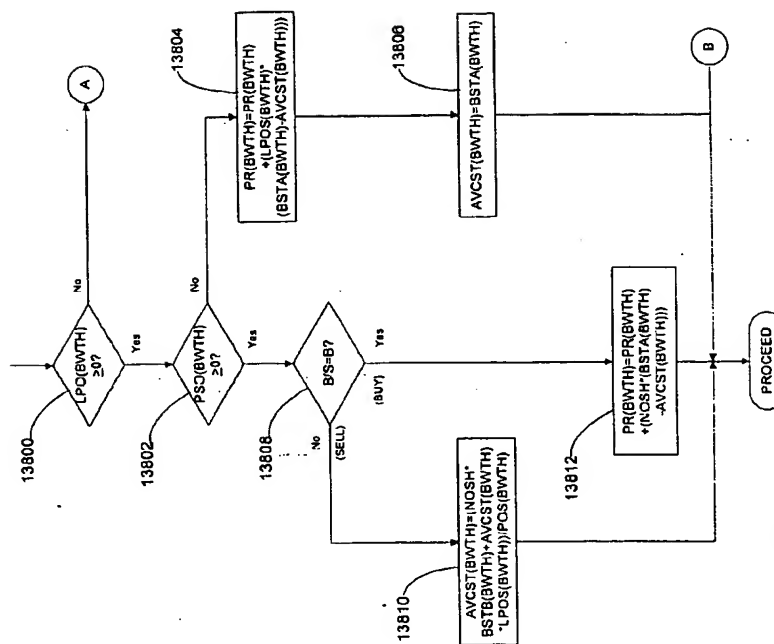 13800
LPO(BWTH)
≥0?
No
A
Yes
13802
PSO(BWTH)
≥0?
No
13804
PR(BWTH)=PR(BWTH)
+(LPOS(BWTH)*
(BSTA(BWTH)-AVCST(BWTH)))
Yes
13808
B/S=B?
No
(SELL)
Yes
(BUY)
13806
AVCST(BWTH)=BSTA(BWTH)
13810
AVCST(BWTH)=(NOSH*
BSTB(BWTH)+AVCST(BWTH)
*LPOS(BWTH))/POS(BWTH)
13812
PR(BWTH)=PR(BWTH)
+(NOSH*(BSTA(BWTH)
-AVCST(BWTH)))
B
PROCEED